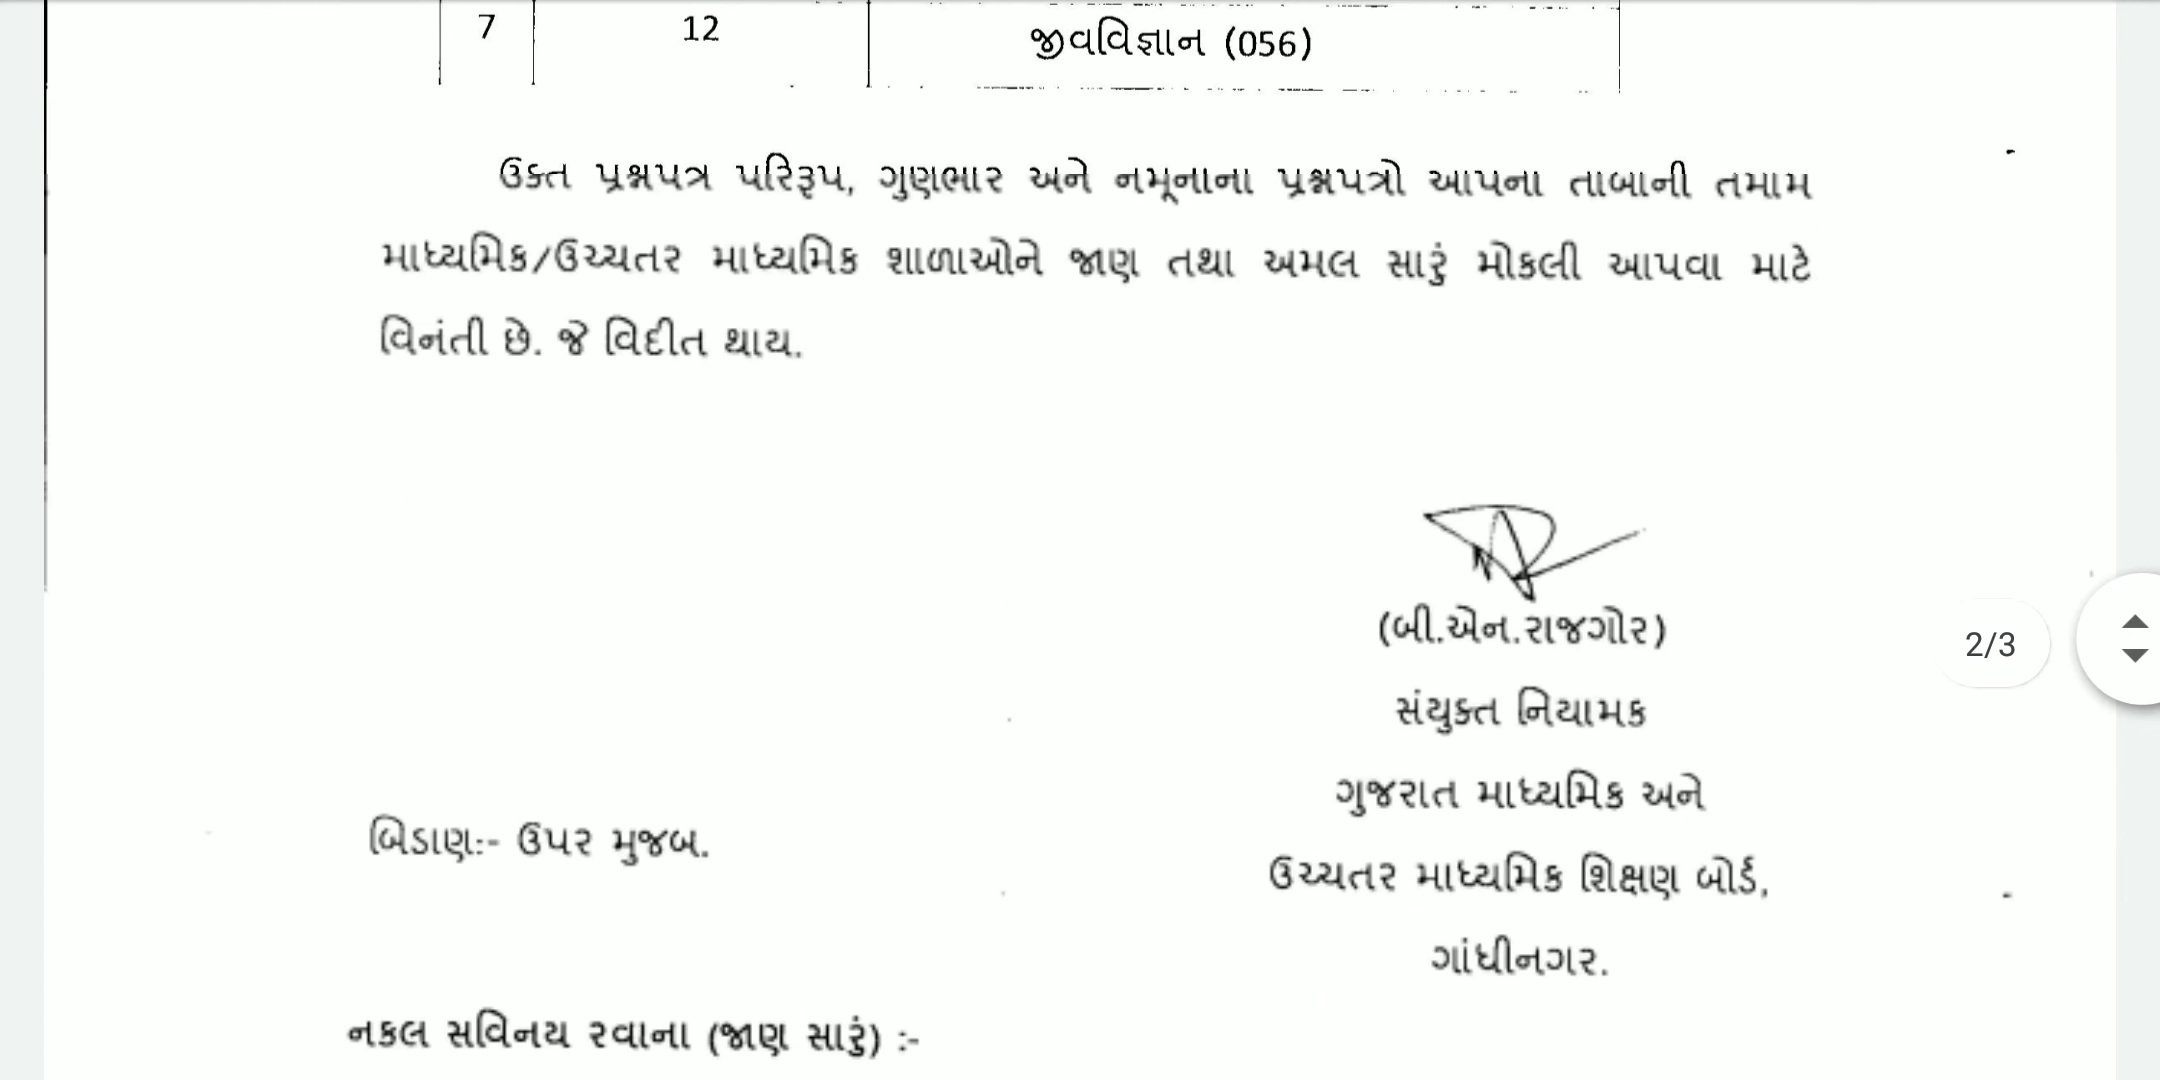 7 12 જીવવિજ્ઞાન (056)
ઉક્ત પ્રશ્નપત્ર પરિરૂપ, ગુણભાર અને નમૂનાના પ્રશ્નપત્રો આપના તાબાની તમામ
માધ્યમિક/ઉચ્ચતર માધ્યમિક શાળાઓને જાણ તથા અમલ સારું મોકલી આપવા માટે
વિનંતી છે. જે વિદીત થાય.
(બી.એન.રાજગોર)
2/3
સંયુક્ત નિયામક
ગુજરાત માધ્યમિક અને
બિડાણ:- ઉપર મુજબ.
ઉચ્ચતર માધ્યમિક શિક્ષણ બોર્ડ,
ગાંધીનગર.
નકલ સવિનય રવાના (જાણ સારું) :-